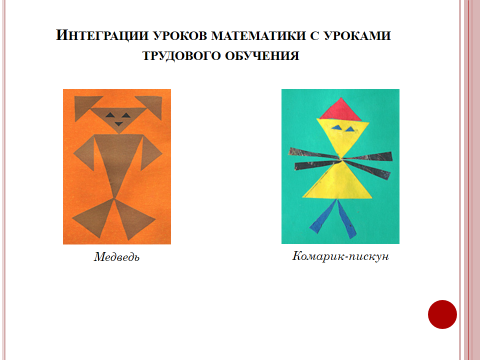 Интеграции уроков математики с уроками
трудового обучения
Медведь
Комарик-пискун